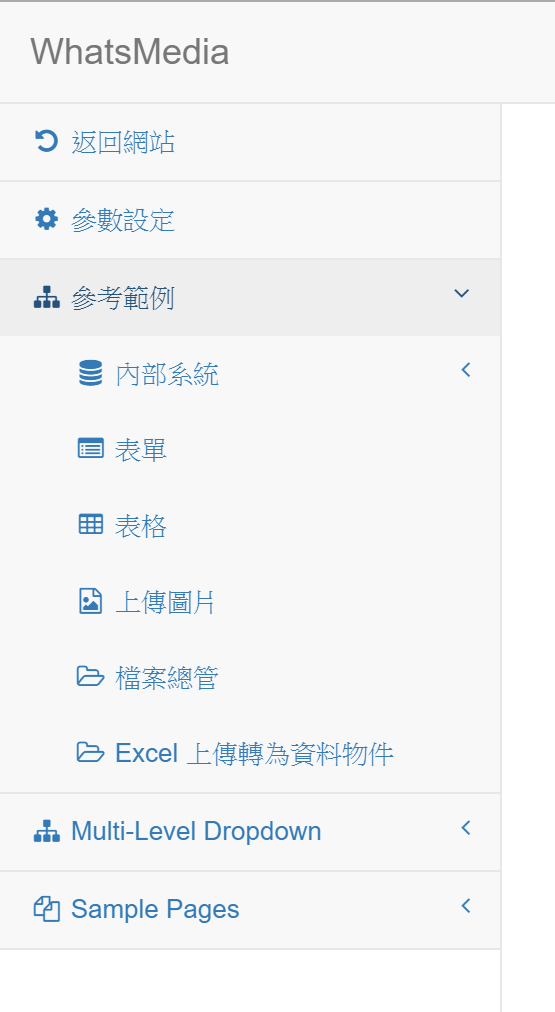 WhatsMedia
返回網站
參數設定
參考範例
內部系統
表單
表格
上傳圖片
檔案總管
Excel 上傳轉為資料物件
Multi-Level Dropdown
Sample Pages